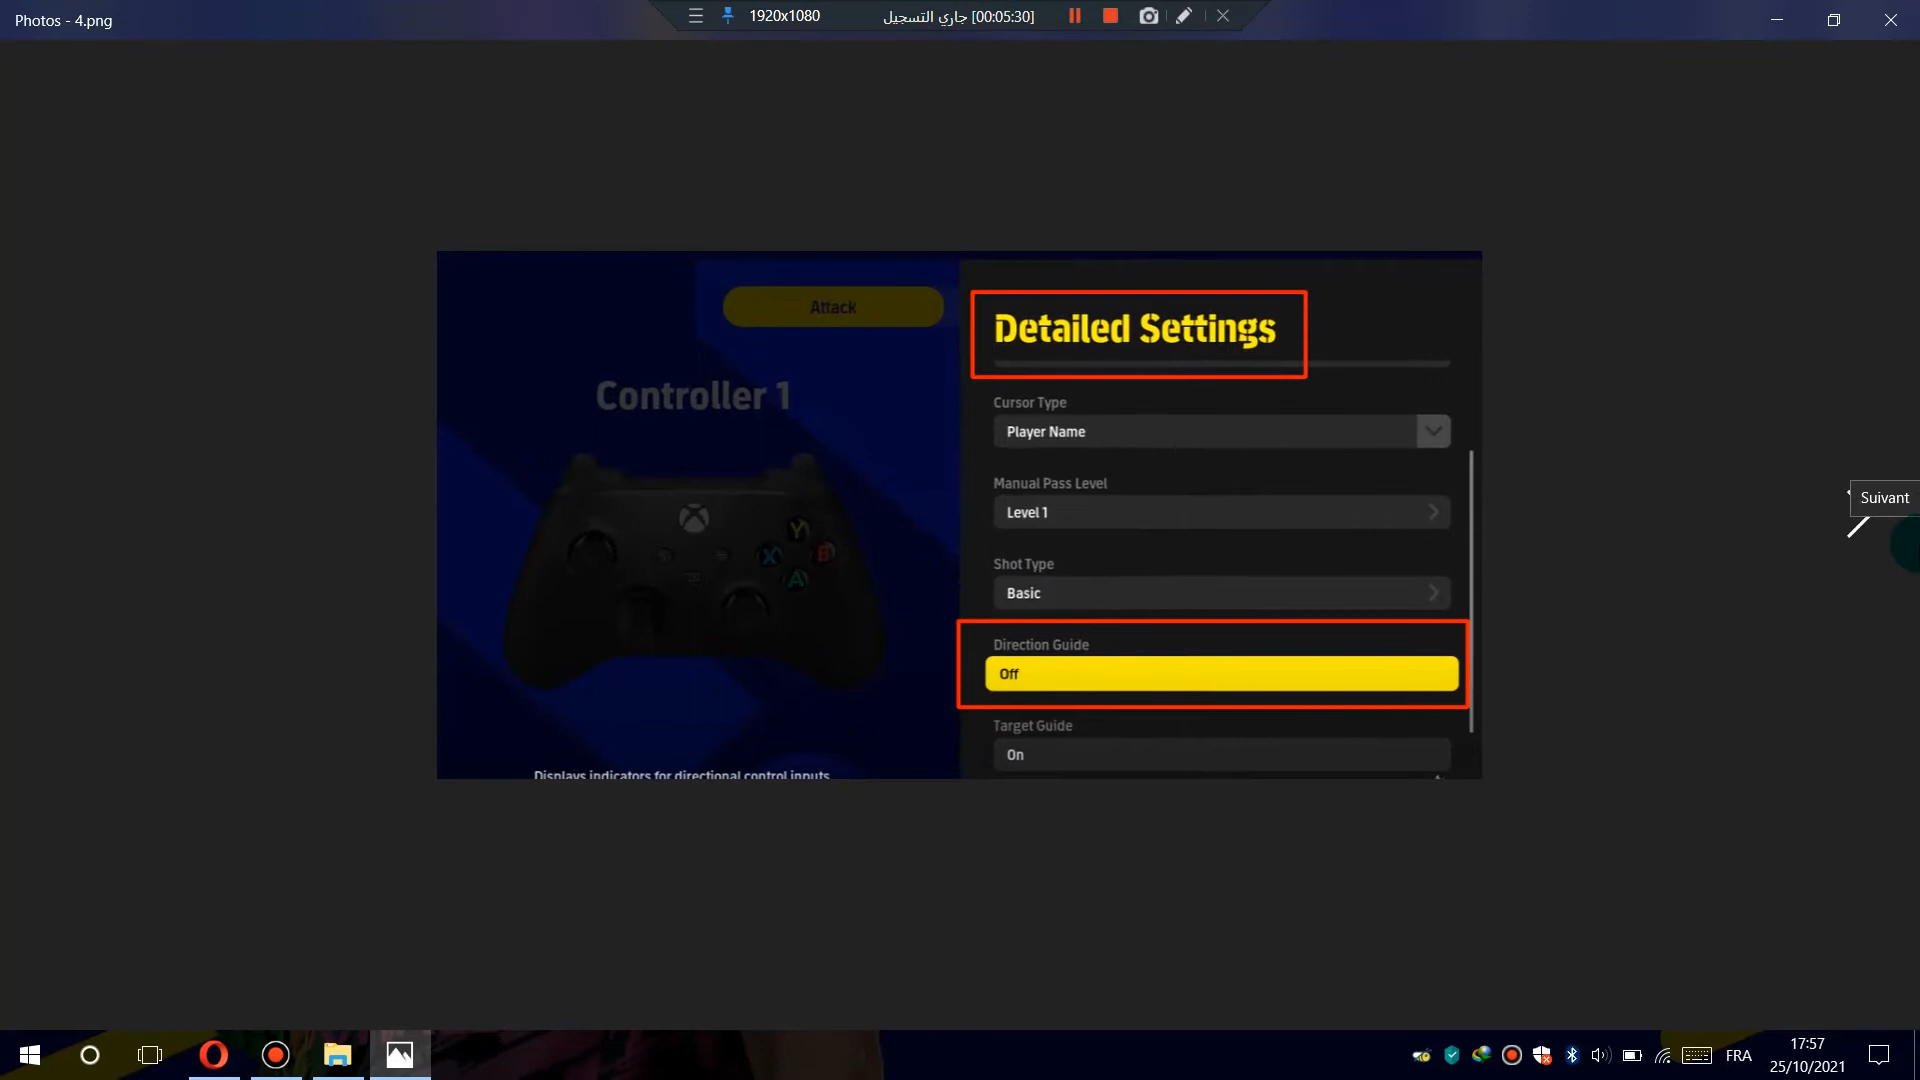 Photos - 4.png
1920x1080
جاري التسجيل [00:05:30]
Attack
Controller 1
Y
X
B
A
Displays indicators for directional control inputs
Detailed Settings
Cursor Type
Player Name
Manual Pass Level
Level 1
Shot Type
Basic
Direction Guide
Off
Target Guide
On
Suivant
FRA
17:57
25/10/2021